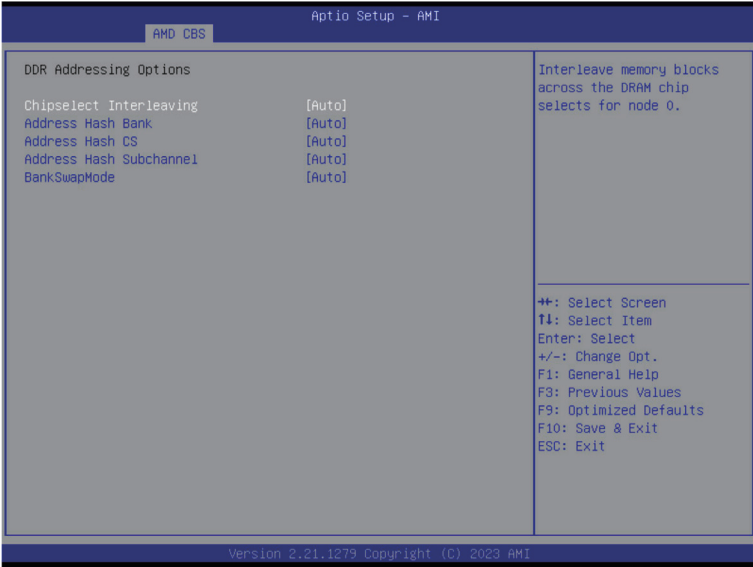 Aptio Setup – AMI
AMD CBS
DDR Addressing Options
Chipselect Interleaving [Auto]
Address Hash Bank [Auto]
Address Hash CS [Auto]
Address Hash Subchannel [Auto]
BankSwapMode [Auto]
Interleave memory blocks
across the DRAM chip
selects for node 0.
→←: Select Screen
↑↓: Select Item
Enter: Select
+/-: Change Opt.
F1: General Help
F3: Previous Values
F9: Optimized Defaults
F10: Save & Exit
ESC: Exit
Version 2.21.1279 Copyright (C) 2023 AMI